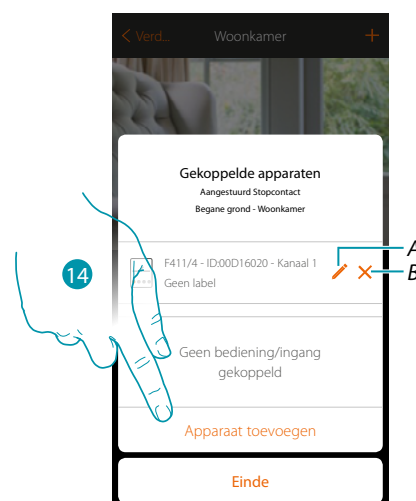 Verd...
Woonkamer
Gekoppelde apparaten
Aangestuurd Stopcontact
Begane grond - Woonkamer
F411/4 - ID:00D16020 - Kanaal 1
Geen label
A
B
14
Geen bediening/ingang
gekoppeld
Apparaat toevoegen
Einde